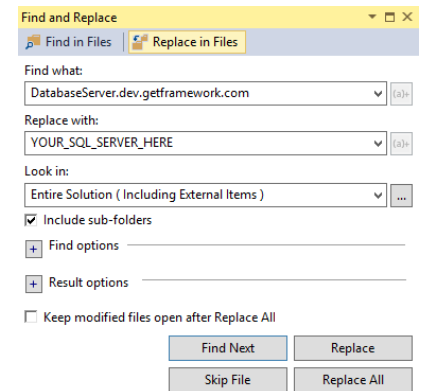 Find and Replace
Find in Files Replace in Files
Find what:
DatabaseServer.dev.getframework.com
(a)+
Replace with:
YOUR_SQL_SERVER_HERE
(a)+
Look in:
Entire Solution ( Including External Items )
...
Include sub-folders
+ Find options
+ Result options
Keep modified files open after Replace All
Find Next Replace
Skip File Replace All